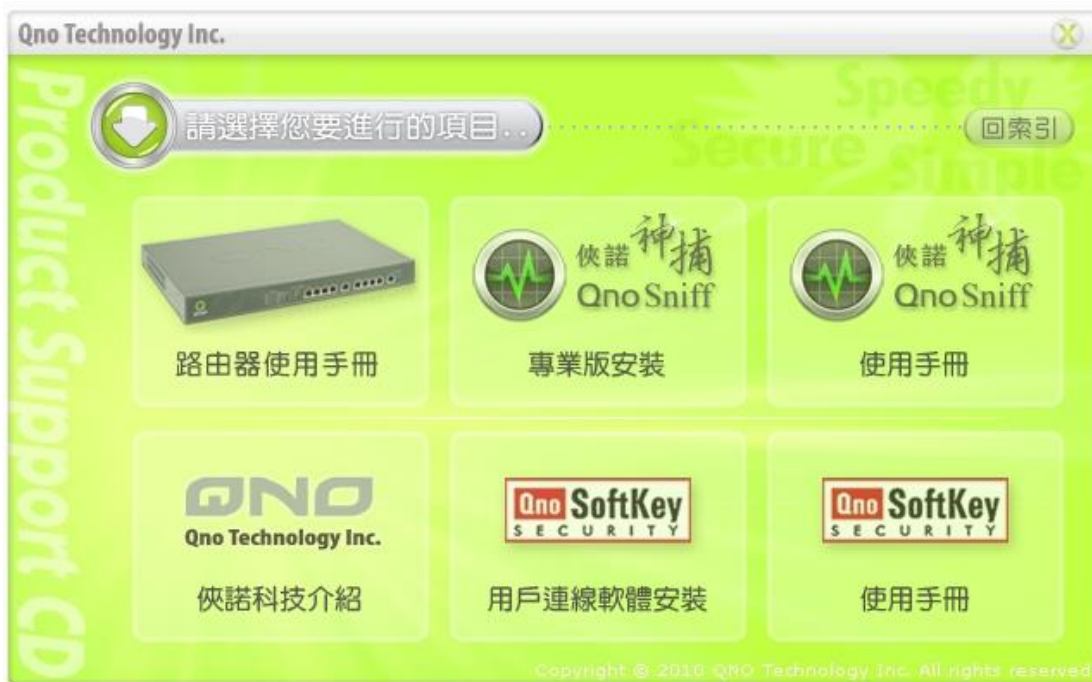 Qno Technology Inc.
X
Product Support CD
請選擇您要進行的項目..
Speedy
Secure
Simple
回索引
路由器使用手冊
俠諾 神捕
Qno Sniff
專業版安裝
俠諾 神捕
Qno Sniff
使用手冊
QNO
Qno Technology Inc.
俠諾科技介紹
Qno SoftKey
SECURITY
用戶連線軟體安裝
Qno SoftKey
SECURITY
使用手冊
Copyright © 2010 QNO Technology Inc. All rights reserved